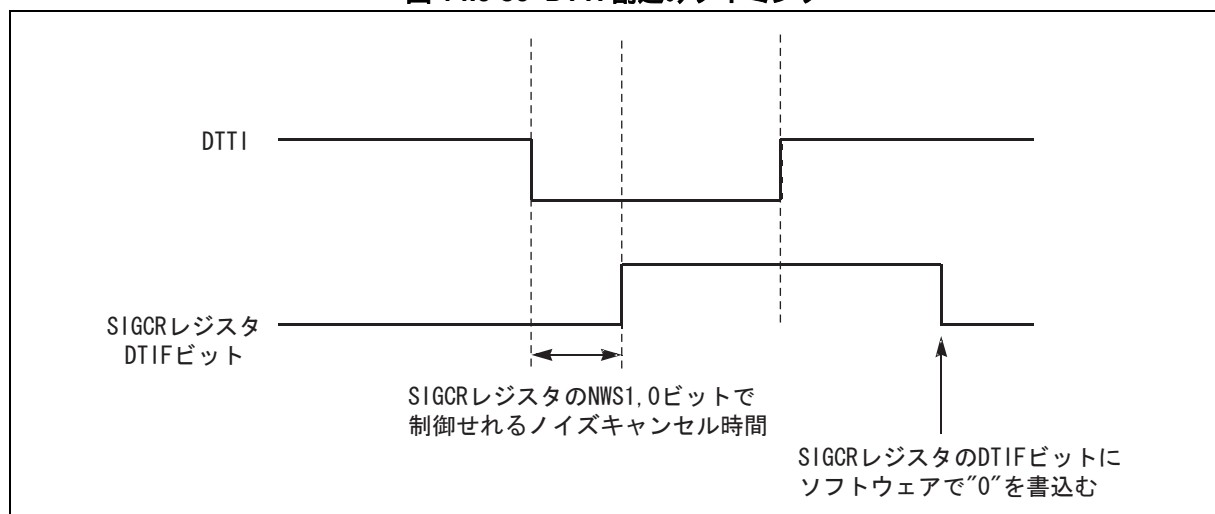 DTTI
SIGCRレジスタ
DTIFビット
SIGCRレジスタのNWS1,0ビットで
制御せれるノイズキャンセル時間
SIGCRレジスタのDTIFビットに
ソフトウェアで"0"を書込む